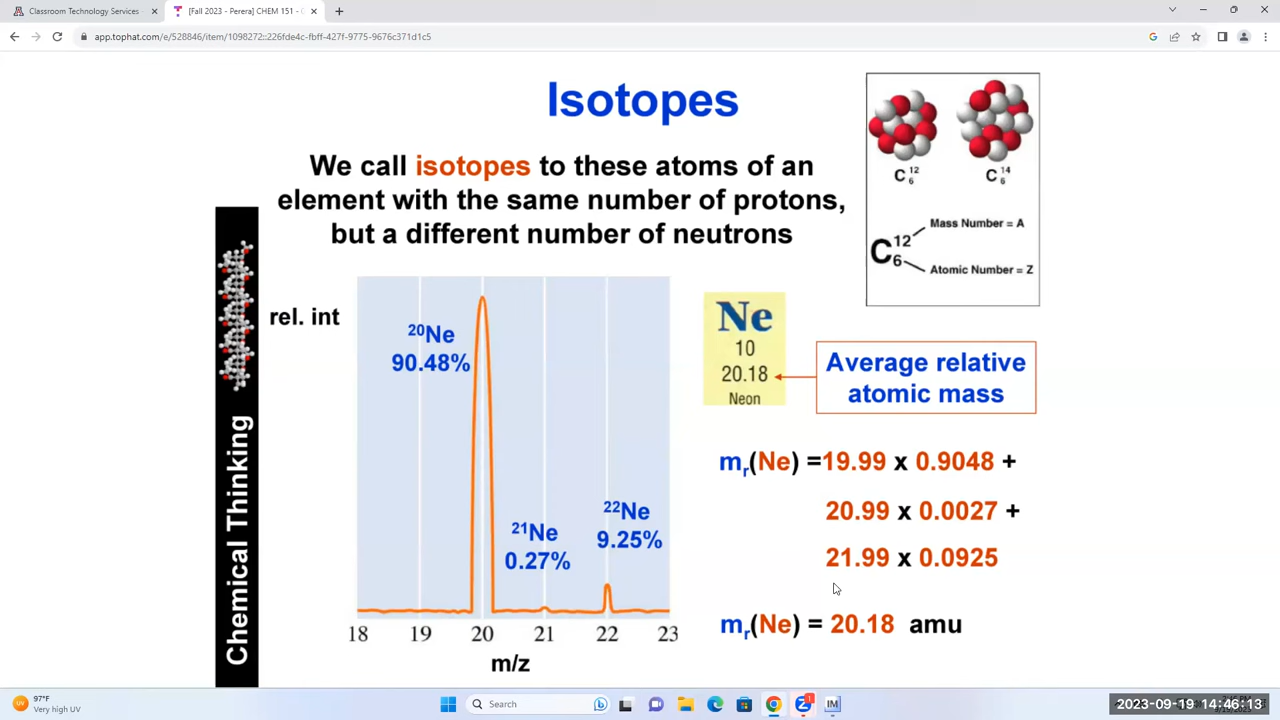 Classroom Technology Services
[Fall 2023 - Perera] CHEM 151 -
app.tophat.com/e/528846/item/1098272::226fde4c-fbff-427f-9775-9676c371d1c5
Isotopes
We call isotopes to these atoms of an
element with the same number of protons,
but a different number of neutrons
C 12 6
C 14 6
C 12 6
Mass Number = A
Atomic Number = Z
Chemical Thinking
rel. int
20Ne
90.48%
21Ne
0.27%
22Ne
9.25%
18 19 20 21 22 23
m/z
Ne
10
20.18
Neon
Average relative
atomic mass
mr(Ne) =19.99 x 0.9048 +
20.99 x 0.0027 +
21.99 x 0.0925
mr(Ne) = 20.18 amu
97°F
Very high UV
Search
1
IM
2023-09-19 14:46:13